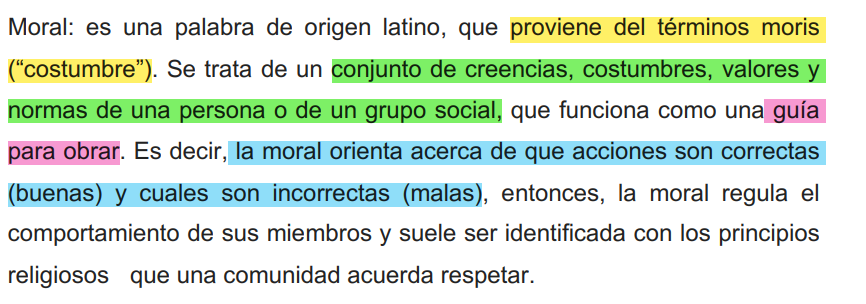 Moral: es una palabra de origen latino, que proviene del términos moris
(“costumbre”). Se trata de un conjunto de creencias, costumbres, valores y
normas de una persona o de un grupo social, que funciona como una guía
para obrar. Es decir, la moral orienta acerca de que acciones son correctas
(buenas) y cuales son incorrectas (malas), entonces, la moral regula el
comportamiento de sus miembros y suele ser identificada con los principios
religiosos que una comunidad acuerda respetar.